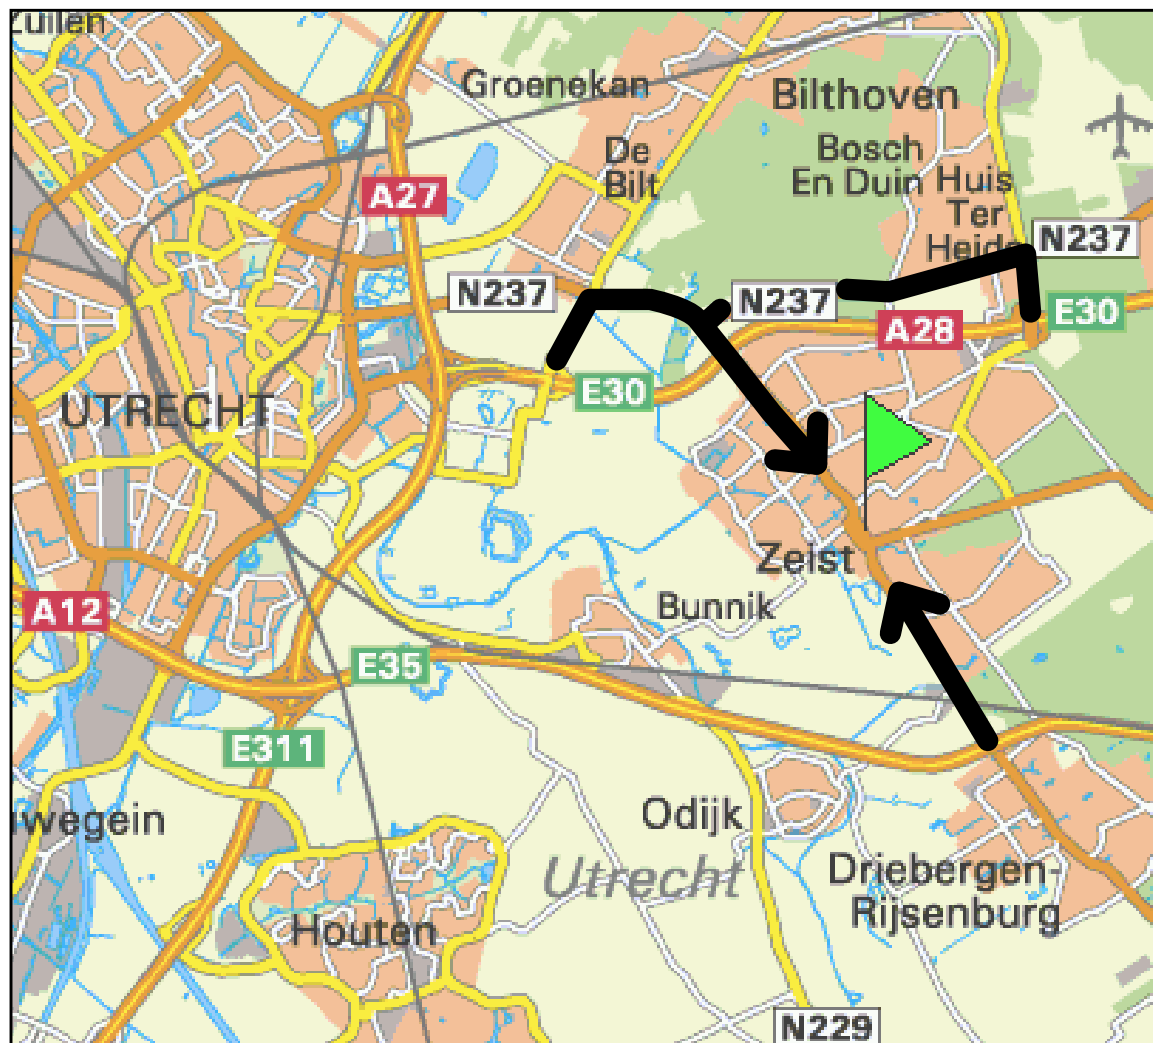 Zuilen
Groenekan
Bilthoven
De
Bilt
Bosch
En Duin
Huis
Ter
Heide
A27
N237
N237
N237
E30
A28
E30
UTRECHT
Zeist
Bunnik
A12
E35
E311
wegein
Odijk
Utrecht
Driebergen-
Rijsenburg
Houten
N229